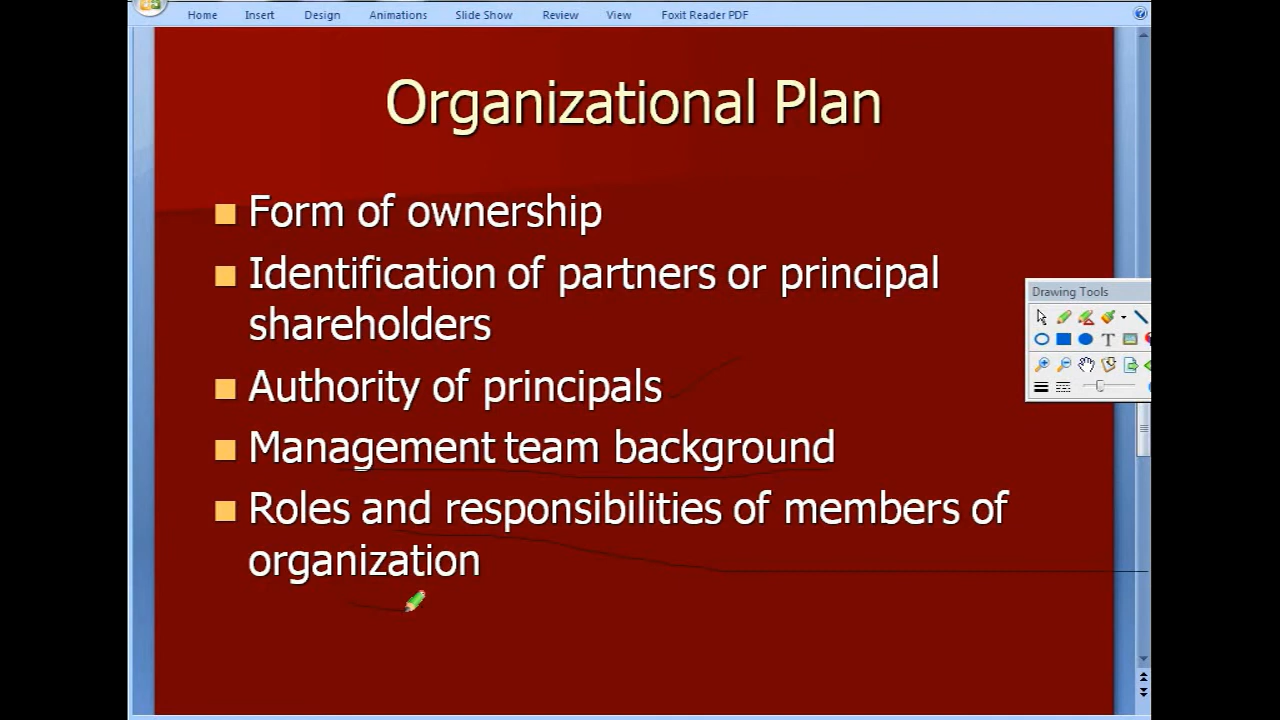 Home Insert Design Animations Slide Show Review View Foxit Reader PDF
Organizational Plan
Form of ownership
Identification of partners or principal
shareholders
Drawing Tools
Authority of principals
Management team background
Roles and responsibilities of members of
organization